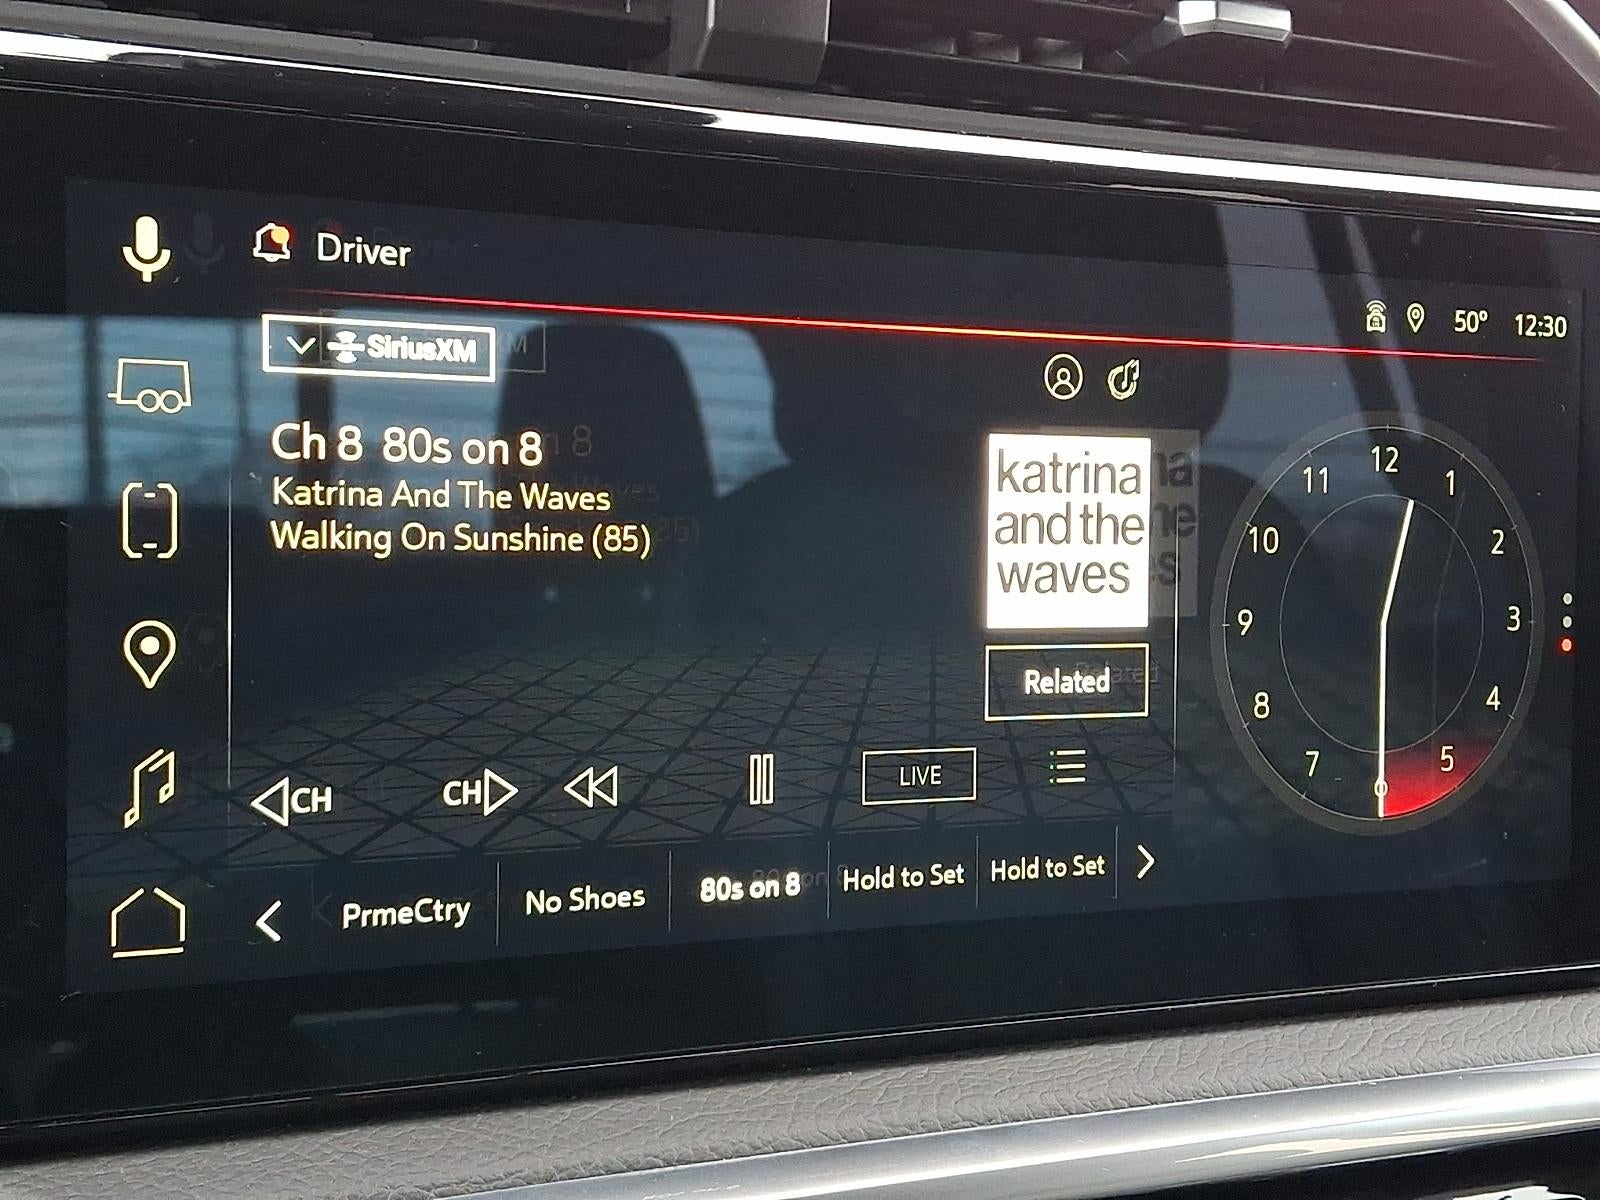 Driver
50° 12:30
SiriusXM
Ch 8 80s on 8
Katrina And The Waves
Walking On Sunshine (85)
katrina
and the
waves
Related
CH
CH
LIVE
PrmeCtry
No Shoes
80s on 8
Hold to Set
Hold to Set
12
1
2
3
4
5
7
8
9
10
11